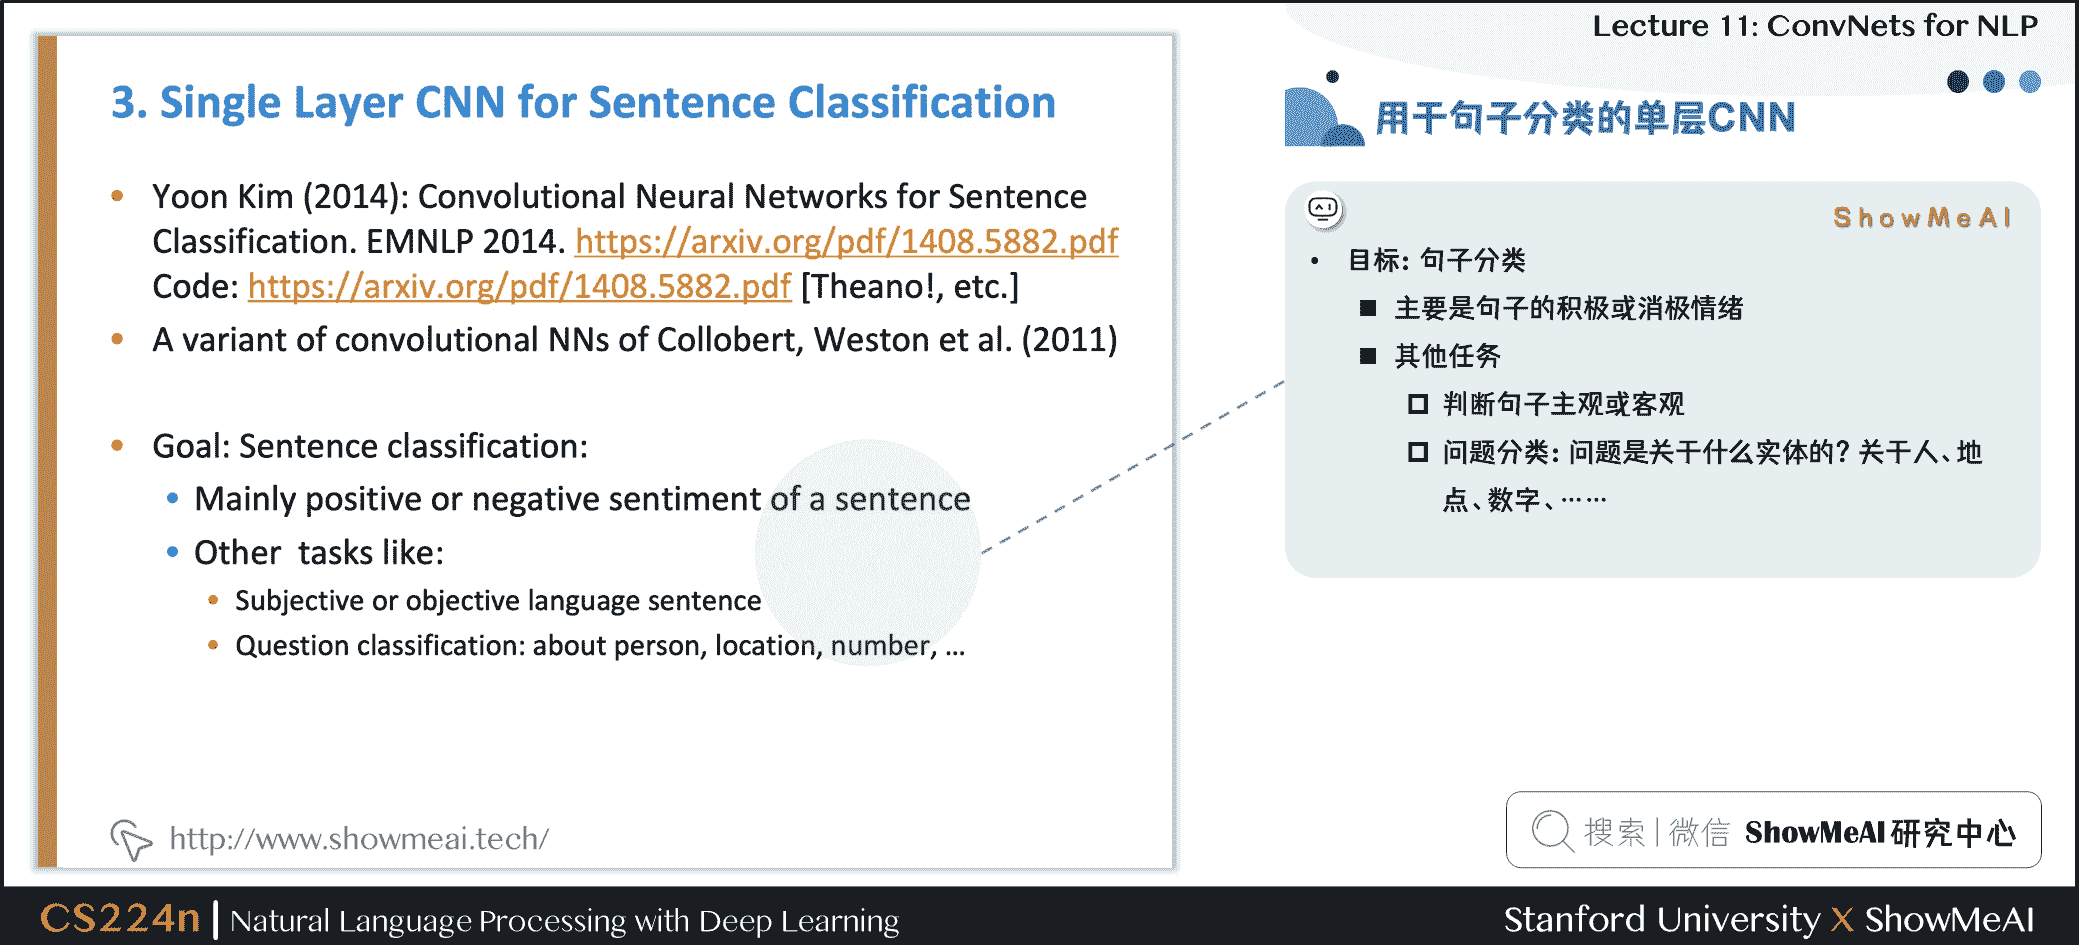 Lecture 11: ConvNets for NLP
3. Single Layer CNN for Sentence Classification
• Yoon Kim (2014): Convolutional Neural Networks for Sentence
Classification. EMNLP 2014. https://arxiv.org/pdf/1408.5882.pdf
Code: https://arxiv.org/pdf/1408.5882.pdf [Theano!, etc.]
• A variant of convolutional NNs of Collobert, Weston et al. (2011)
• Goal: Sentence classification:
• Mainly positive or negative sentiment of a sentence
• Other tasks like:
• Subjective or objective language sentence
• Question classification: about person, location, number, …
http://www.showmeai.tech/
用于句子分类的单层CNN
ShowMeAI
• 目标: 句子分类
■ 主要是句子的积极或消极情绪
■ 其他任务
□ 判断句子主观或客观
□ 问题分类: 问题是关于什么实体的? 关于人、地
点、数字、……
搜索 | 微信 ShowMeAI 研究中心
CS224n | Natural Language Processing with Deep Learning
Stanford University X ShowMeAI